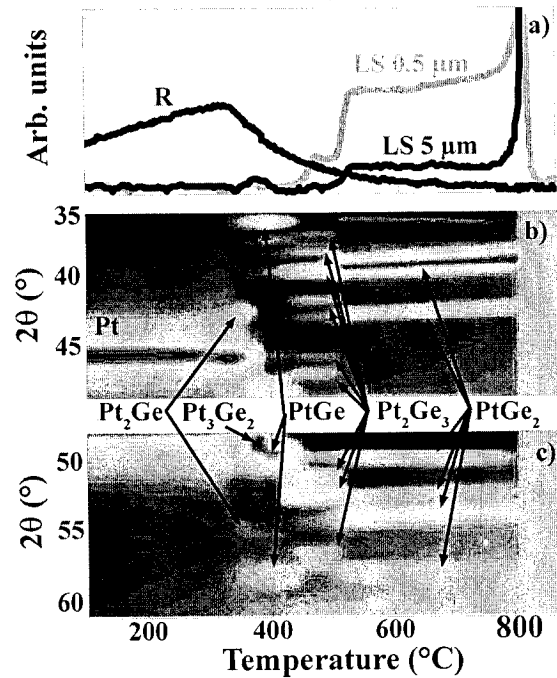 a)
LS 0.5 µm
R
LS 5 µm
Arb. units
b)
35
40
45
2θ (°)
Pt
Pt₂Ge Pt₃Ge₂ PtGe Pt₂Ge₃ PtGe₂
c)
50
55
60
2θ (°)
200 400 600 800
Temperature (°C)